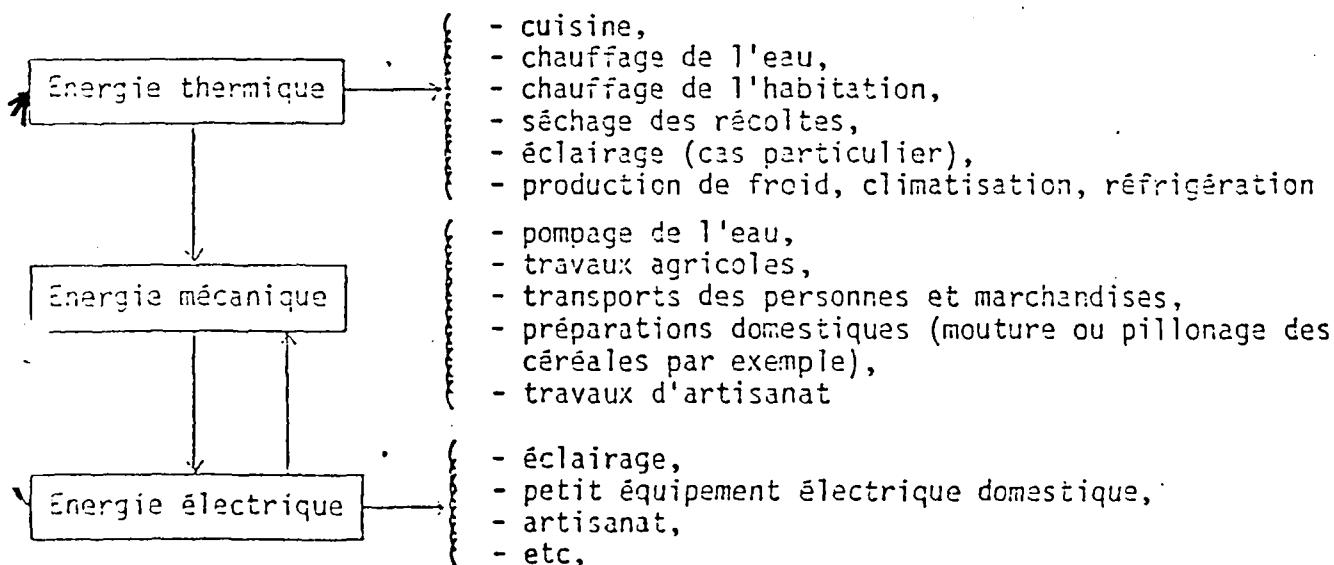 Energie thermique
- cuisine,
- chauffage de l'eau,
- chauffage de l'habitation,
- séchage des récoltes,
- éclairage (cas particulier),
- production de froid, climatisation, réfrigération
Energie mécanique
- pompage de l'eau,
- travaux agricoles,
- transports des personnes et marchandises,
- préparations domestiques (mouture ou pillonage des
céréales par exemple),
- travaux d'artisanat
Energie électrique
- éclairage,
- petit équipement électrique domestique,
- artisanat,
- etc,